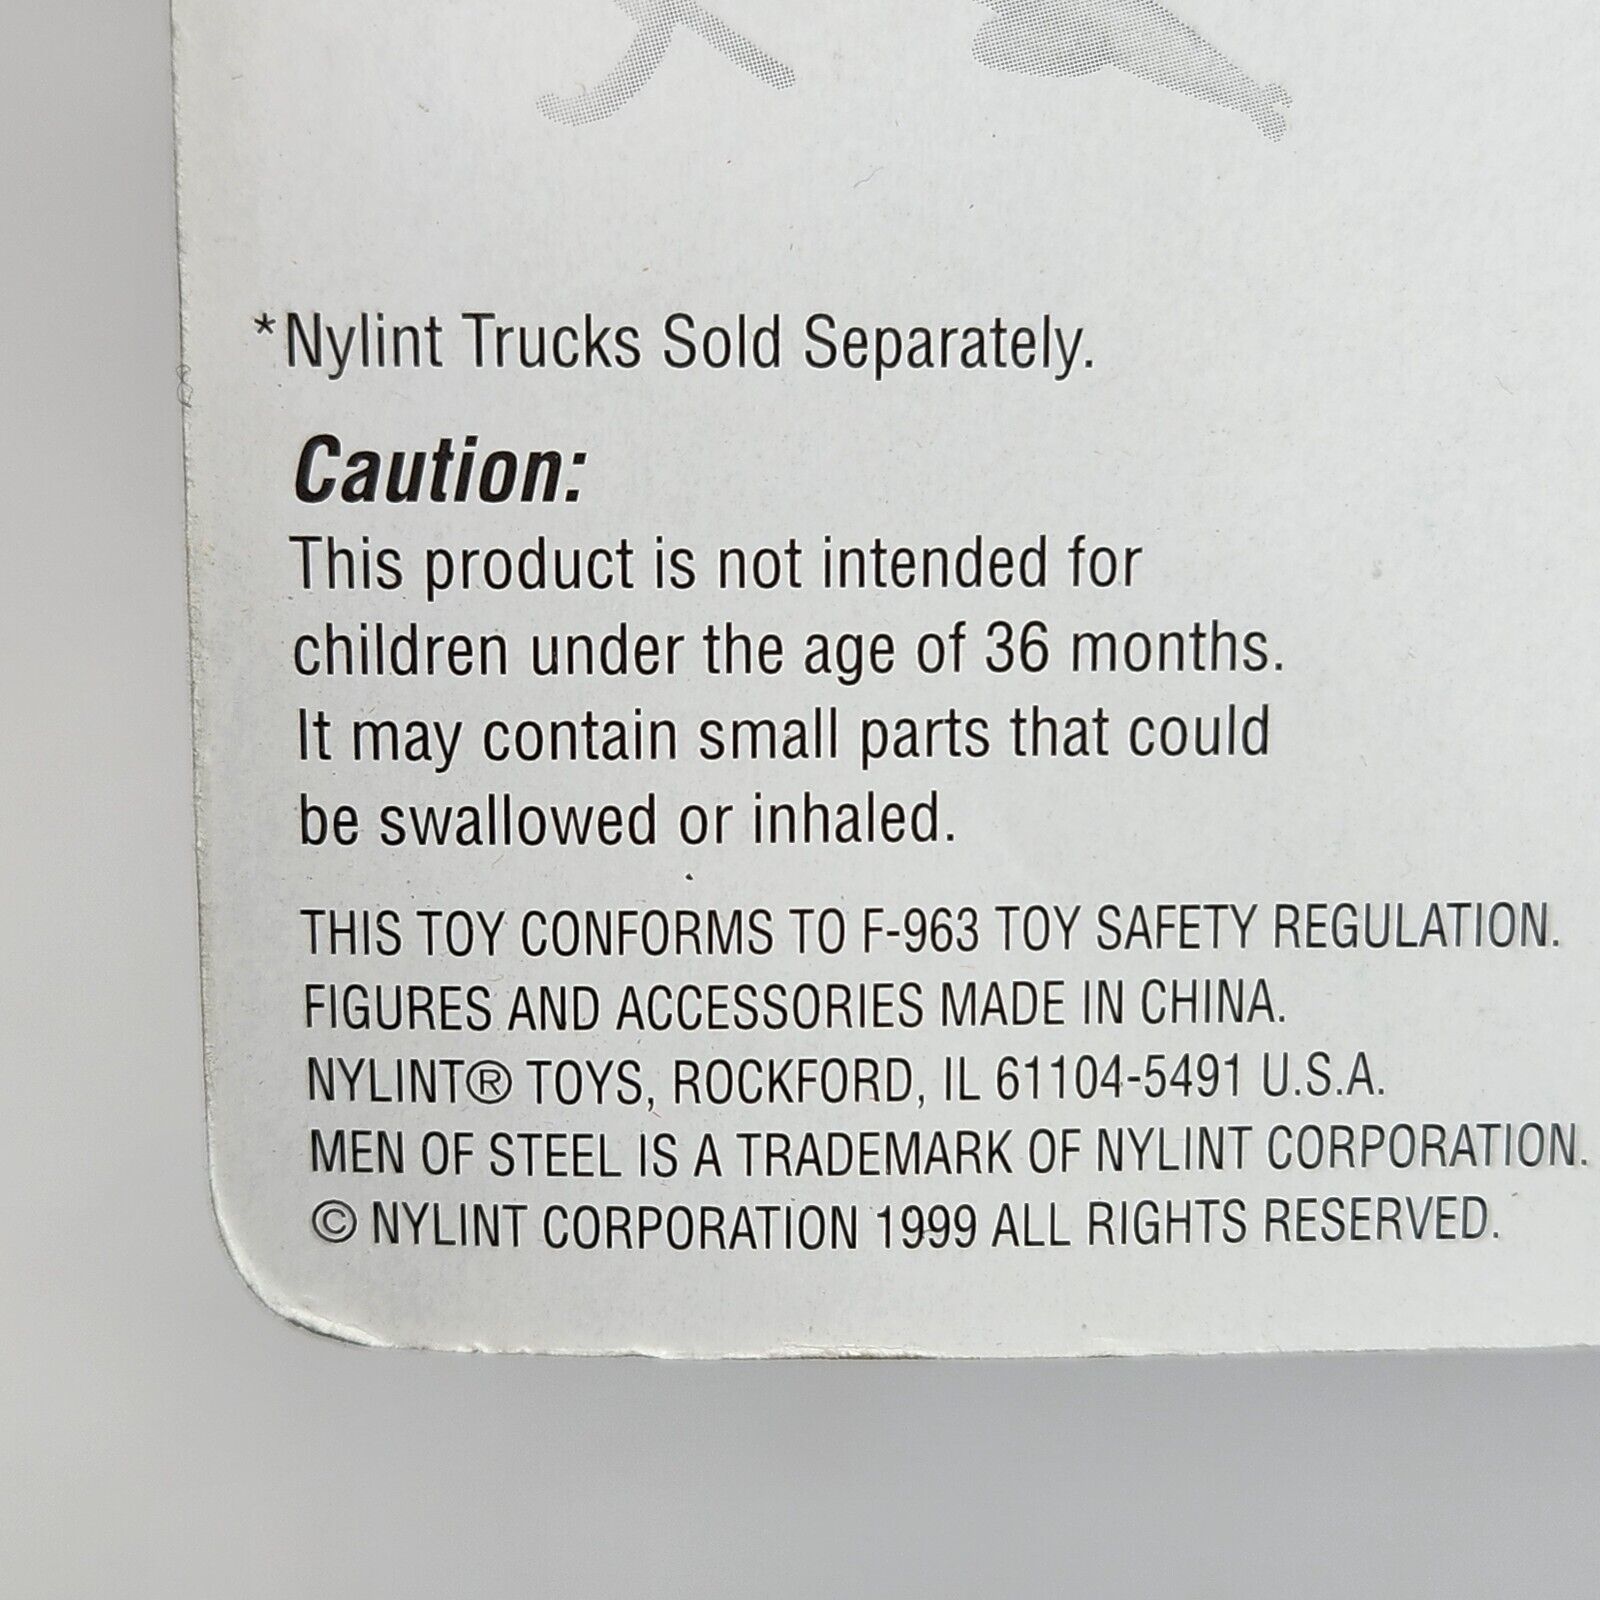 *Nylint Trucks Sold Separately.
Caution:
This product is not intended for
children under the age of 36 months.
It may contain small parts that could
be swallowed or inhaled.
THIS TOY CONFORMS TO F-963 TOY SAFETY REGULATION.
FIGURES AND ACCESSORIES MADE IN CHINA.
NYLINT® TOYS, ROCKFORD, IL 61104-5491 U.S.A.
MEN OF STEEL IS A TRADEMARK OF NYLINT CORPORATION.
© NYLINT CORPORATION 1999 ALL RIGHTS RESERVED.